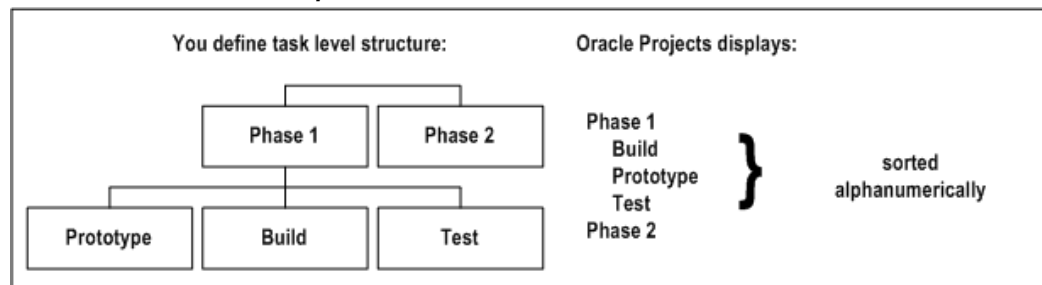 You define task level structure:
Oracle Projects displays:
Phase 1
Phase 2
Prototype
Build
Test
Phase 1
Build
Prototype
Test
Phase 2
}
sorted
alphanumerically